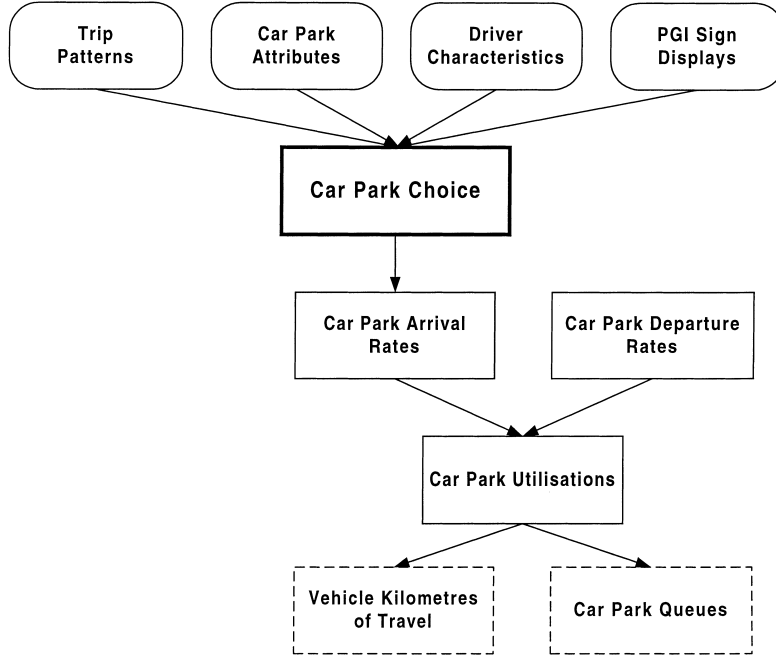 Trip
Patterns
Car Park
Attributes
Driver
Characteristics
PGI Sign
Displays
Car Park Choice
Car Park Arrival
Rates
Car Park Departure
Rates
Car Park Utilisations
Vehicle Kilometres
of Travel
Car Park Queues